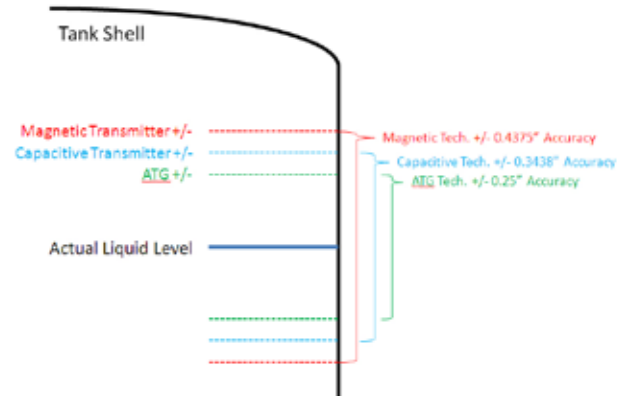 Tank Shell
Magnetic Transmitter +/-
Magnetic Tech. +/- 0.4375" Accuracy
Capacitive Transmitter +/-
Capacitive Tech. +/- 0.3438" Accuracy
ATG +/-
ATG Tech. +/- 0.25" Accuracy
Actual Liquid Level